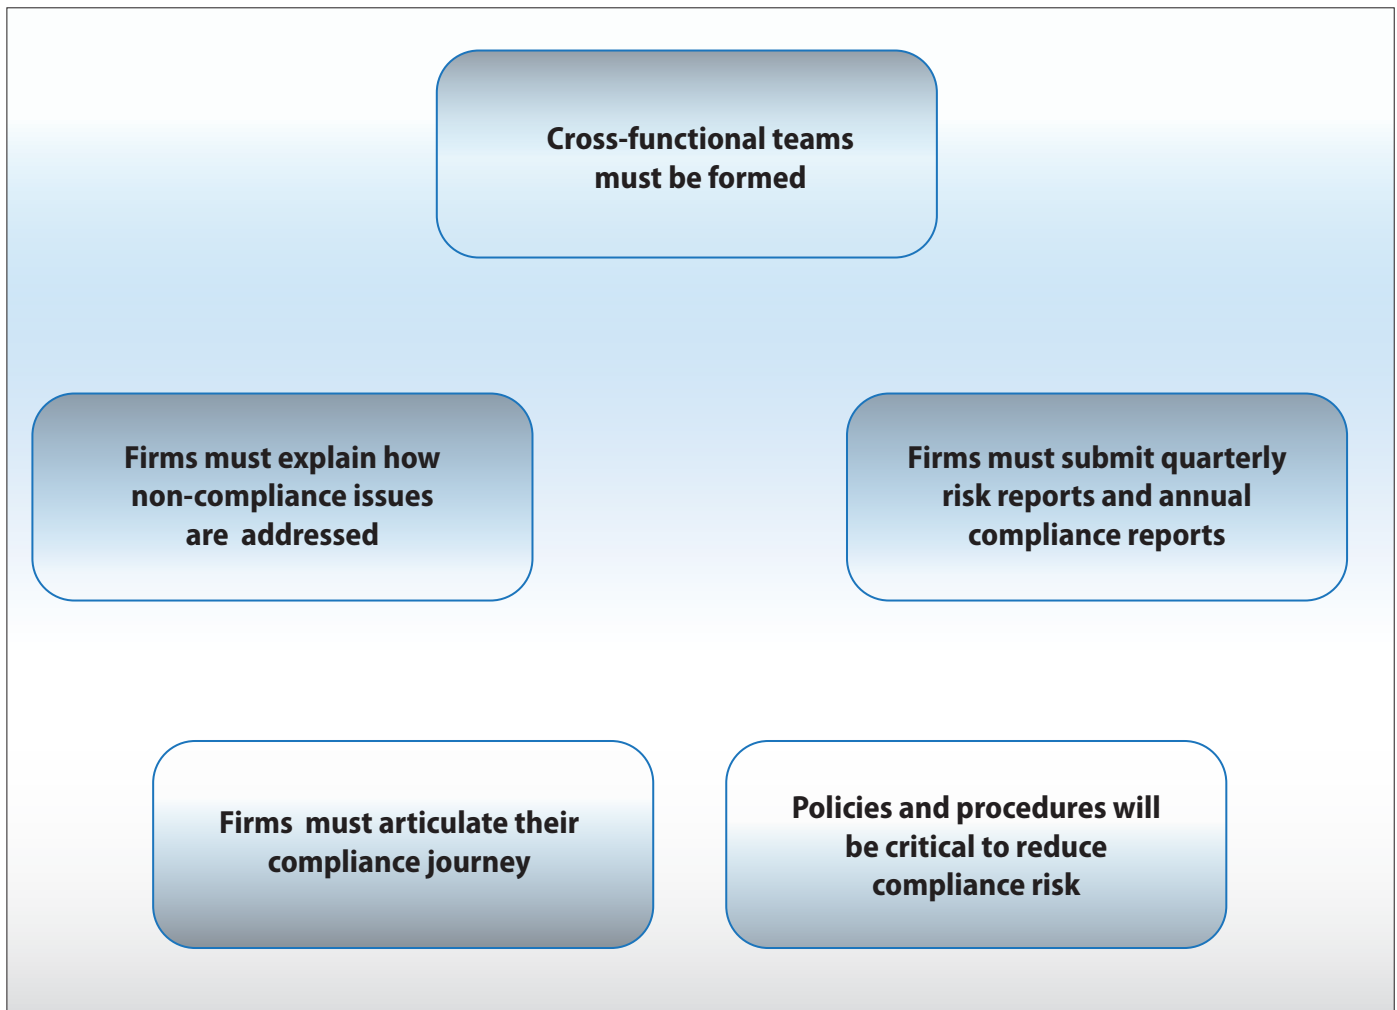 Cross-functional teams
must be formed
Firms must explain how
non-compliance issues
are addressed
Firms must submit quarterly
risk reports and annual
compliance reports
Firms must articulate their
compliance journey
Policies and procedures will
be critical to reduce
compliance risk